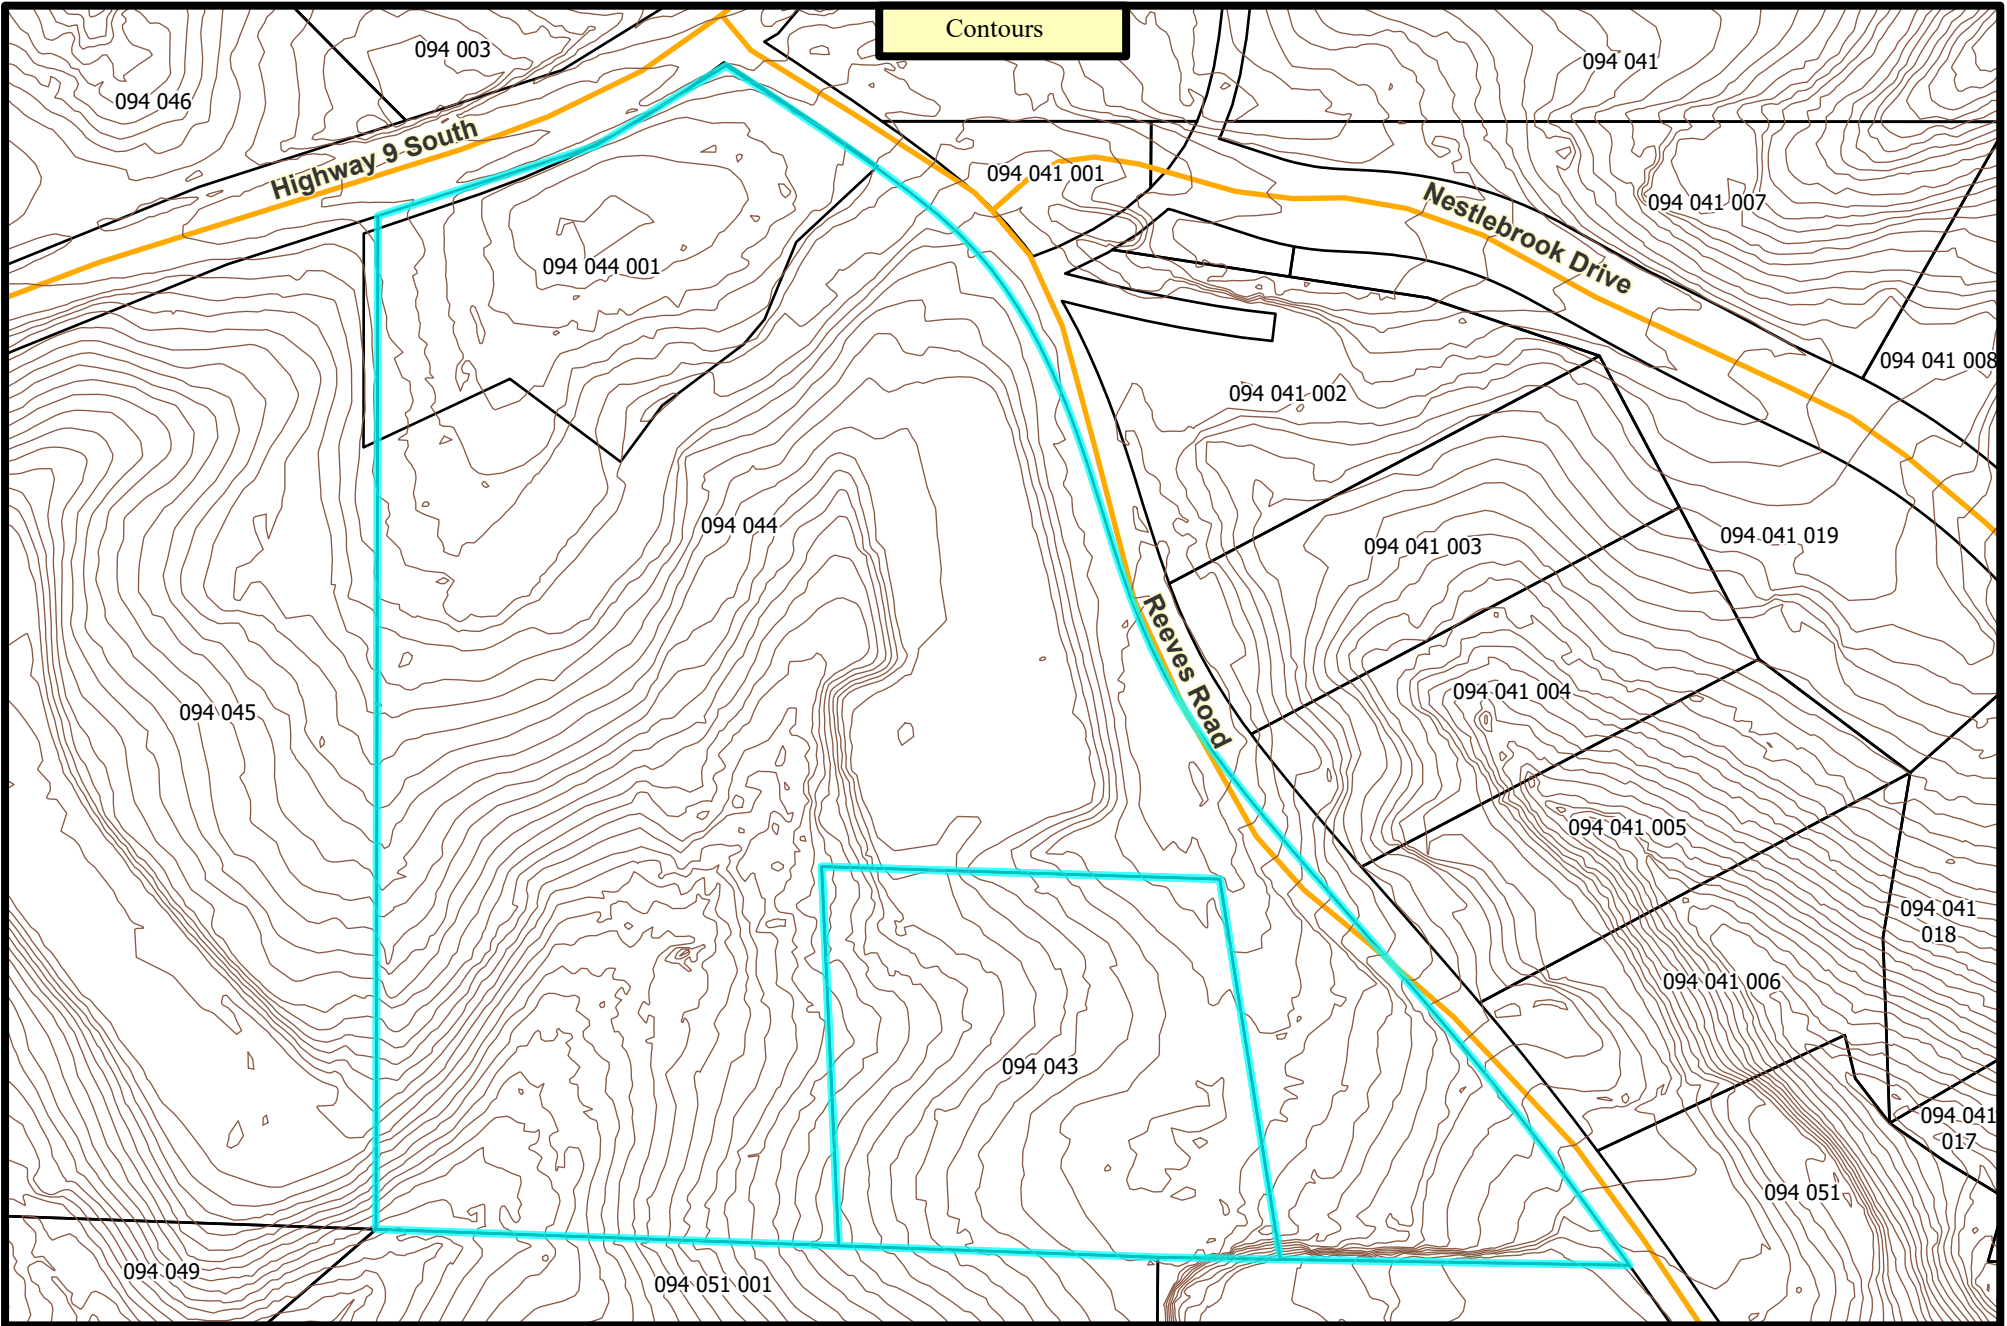 Contours
094 003
094 041
094 046
Highway 9 South
094 041 001
094 041 007
Nestlebrook Drive
094 044 001
094 041 008
094 041 002
094 044
094 041 003
094 041 019
Reeves Road
094 045
094 041 004
094 041 005
094 041
018
094 041 006
094 043
094 041
017
094 051
094 049
094 051 001